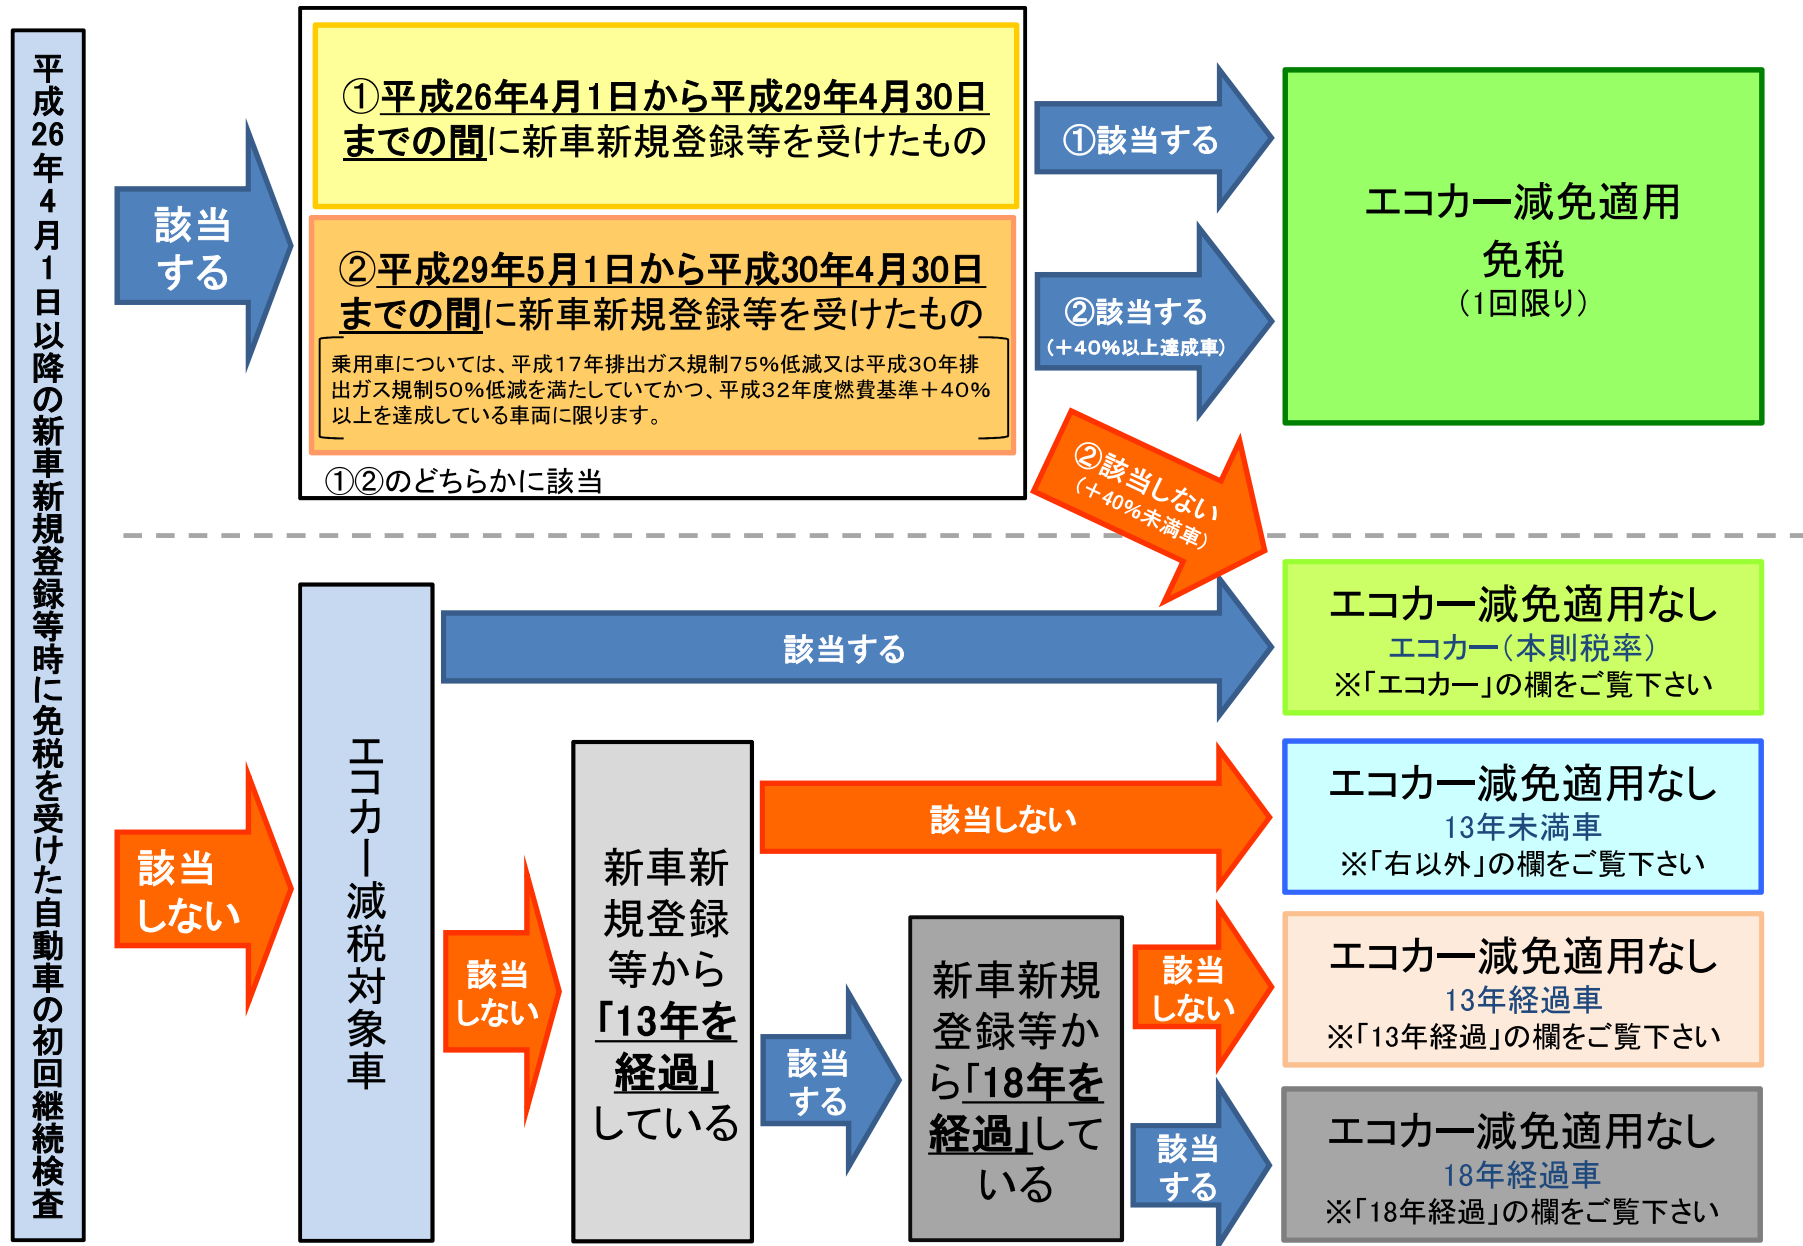 平成26年4月1日以降の新車新規登録等時に免税を受けた自動車の初回継続検査
該当
する
①平成26年4月1日から平成29年4月30日
までの間に新車新規登録等を受けたもの
②平成29年5月1日から平成30年4月30日
までの間に新車新規登録等を受けたもの
乗用車については、平成17年排出ガス規制75%低減又は平成30年排
出ガス規制50%低減を満たしていてかつ、平成32年度燃費基準+40%
以上を達成している車両に限ります。
①②のどちらかに該当
①該当する
②該当する
(+40%以上達成車)
②該当しない
(+40%未満車)
エコカー減免適用
免税
(1回限り)
該当
しない
エコカー減税対象車
該当する
エコカー減免適用なし
エコカー(本則税率)
※「エコカー」の欄をご覧下さい
該当
しない
新車新
規登録
等から
「13年を
経過」
している
該当しない
エコカー減免適用なし
13年未満車
※「右以外」の欄をご覧下さい
該当
する
新車新規
登録等か
ら「18年を
経過」して
いる
該当
しない
エコカー減免適用なし
13年経過車
※「13年経過」の欄をご覧下さい
該当
する
エコカー減免適用なし
18年経過車
※「18年経過」の欄をご覧下さい